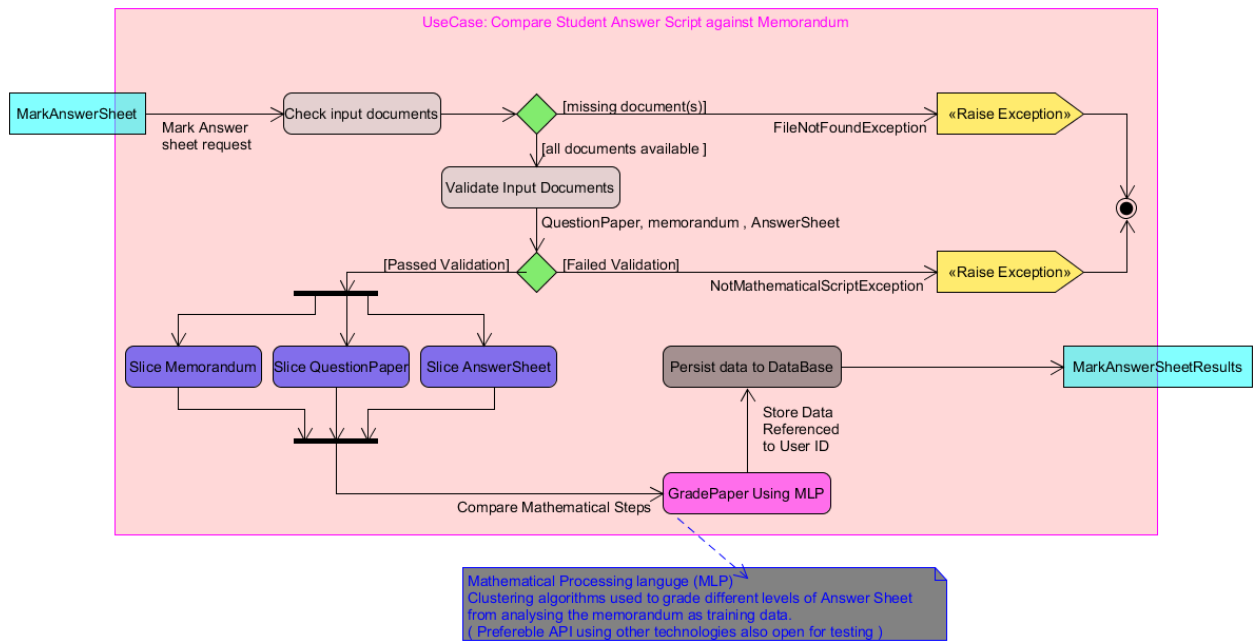 UseCase: Compare Student Answer Script against Memorandum
MarkAnswerSheet
Mark Answer
sheet request
Check input documents
[missing document(s)]
FileNotFoundException
«Raise Exception»
[all documents available ]
Validate Input Documents
QuestionPaper, memorandum , AnswerSheet
[Passed Validation]
[Failed Validation]
NotMathematicalScriptException
«Raise Exception»
Slice Memorandum
Slice QuestionPaper
Slice AnswerSheet
Persist data to DataBase
MarkAnswerSheetResults
Store Data
Referenced
to User ID
GradePaper Using MLP
Compare Mathematical Steps
Mathematical Processing languge (MLP)
Clustering algorithms used to grade different levels of Answer Sheet
from analysing the memorandum as training data.
( Prefereble API using other technologies also open for testing )